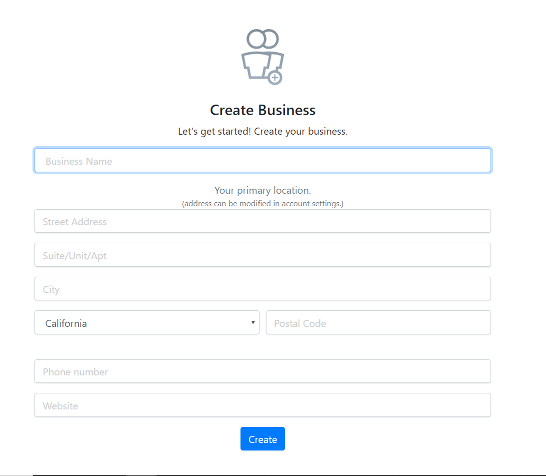 Create Business
Let's get started! Create your business.
Business Name
Your primary location.
(address can be modified in account settings.)
Street Address
Suite/Unit/Apt
City
California Postal Code
Phone number
Website
Create